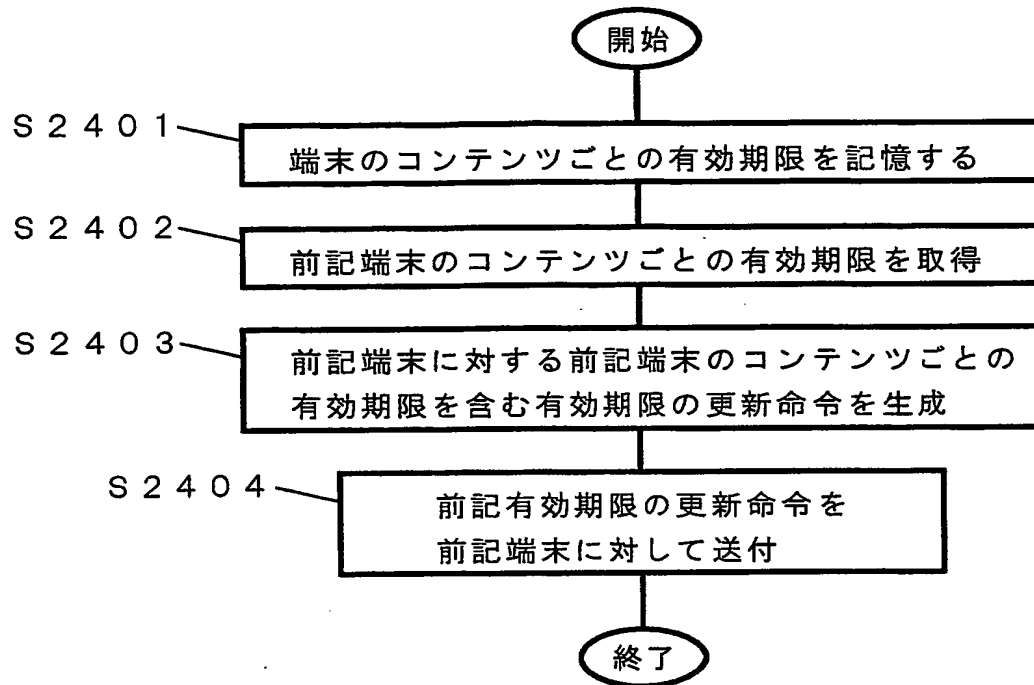 開始
S2401
端末のコンテンツごとの有効期限を記憶する
S2402
前記端末のコンテンツごとの有効期限を取得
S2403
前記端末に対する前記端末のコンテンツごとの
有効期限を含む有効期限の更新命令を生成
S2404
前記有効期限の更新命令を
前記端末に対して送付
終了